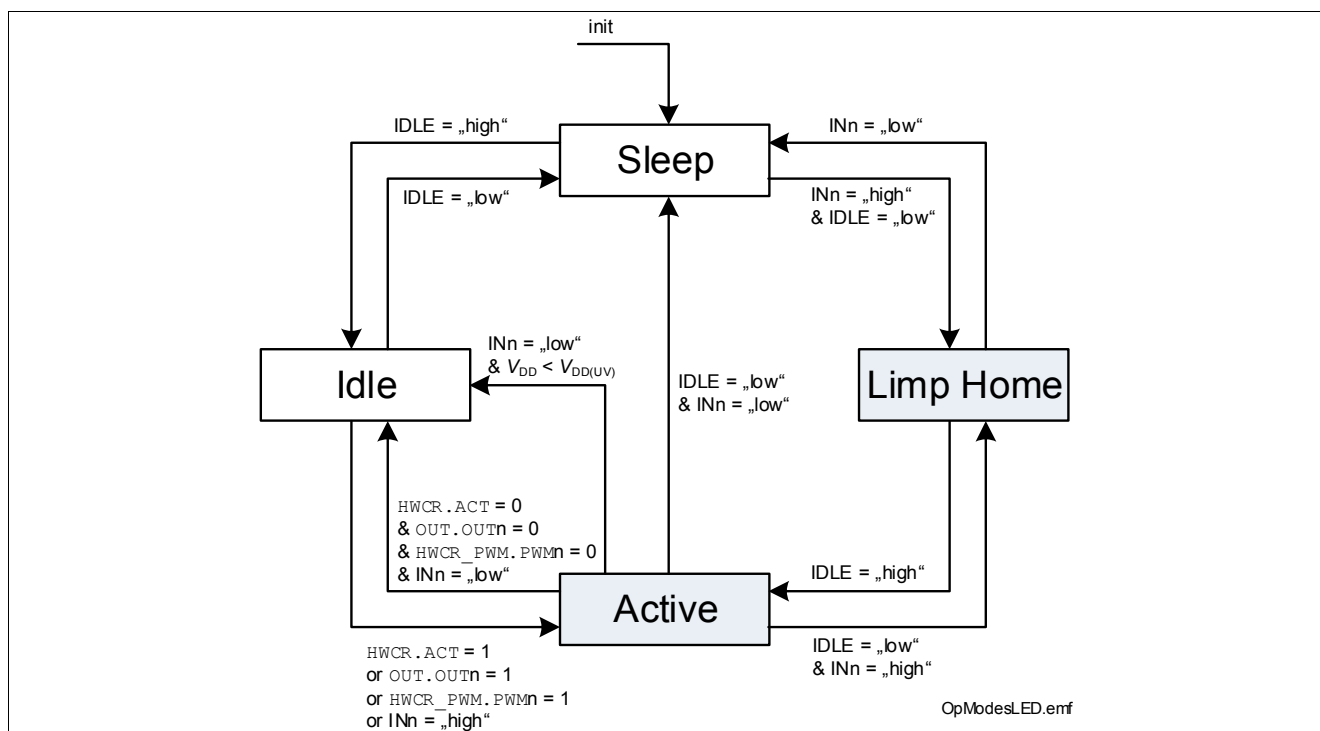 init
IDLE = „high“
Sleep
INn = „low“
IDLE = „low“
INn = „high“
& IDLE = „low“
INn = „low“
& VDD < VDD(UV)
Idle
IDLE = „low“
& INn = „low“
Limp Home
HWCR.ACT = 0
& OUT.OUTn = 0
& HWCR_PWM.PWMn = 0
& INn = „low“
IDLE = „high“
Active
IDLE = „low“
& INn = „high“
HWCR.ACT = 1
or OUT.OUTn = 1
or HWCR_PWM.PWMn = 1
or INn = „high“
OpModesLED.emf